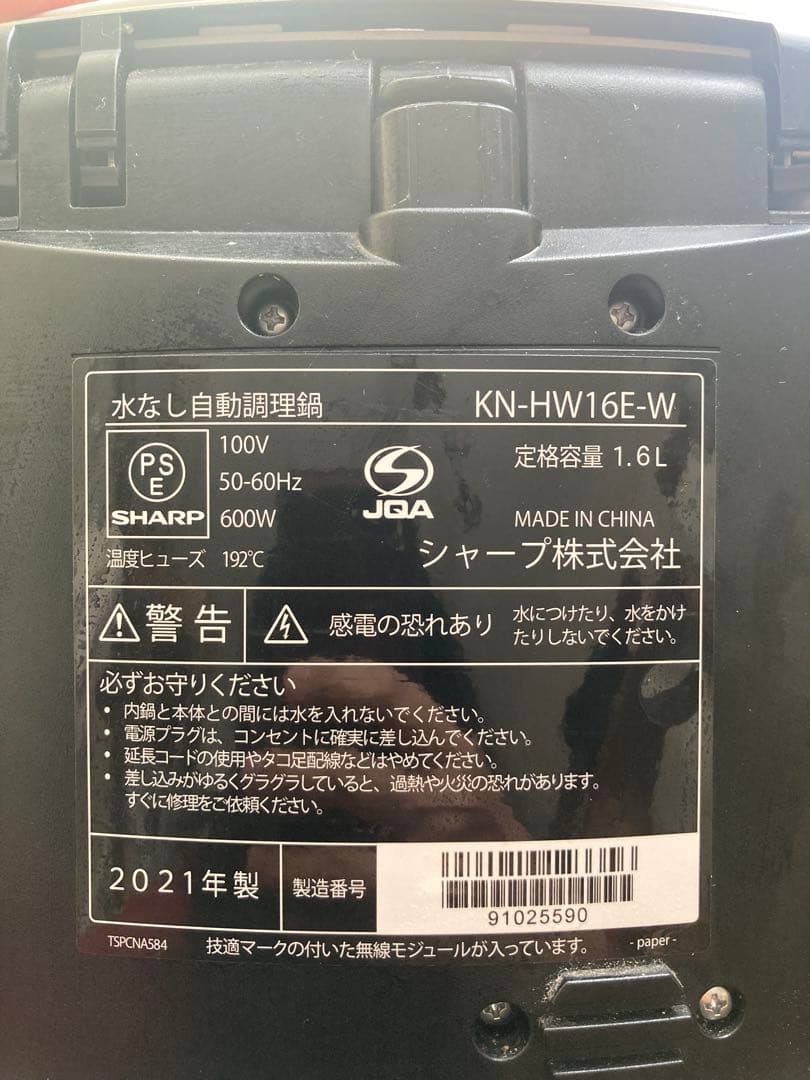 水なし自動調理鍋 KN-HW16E-W
PSE
SHARP
100V
50-60Hz
600W
JQA
定格容量 1.6L
MADE IN CHINA
温度ヒューズ 192℃
シャープ株式会社
警告
感電の恐れあり
水につけたり、水をかけ
たりしないでください。
必ずお守りください
• 内鍋と本体との間には水を入れないでください。
• 電源プラグは、コンセントに確実に差し込んでください。
• 延長コードの使用やタコ足配線などはやめてください。
• 差し込みがゆるくグラグラしていると、過熱や火災の恐れがあります。
すぐに修理をご依頼ください。
2021年製
製造番号
91025590
TSPCNA584
技適マークの付いた無線モジュールが入っています。
- paper -